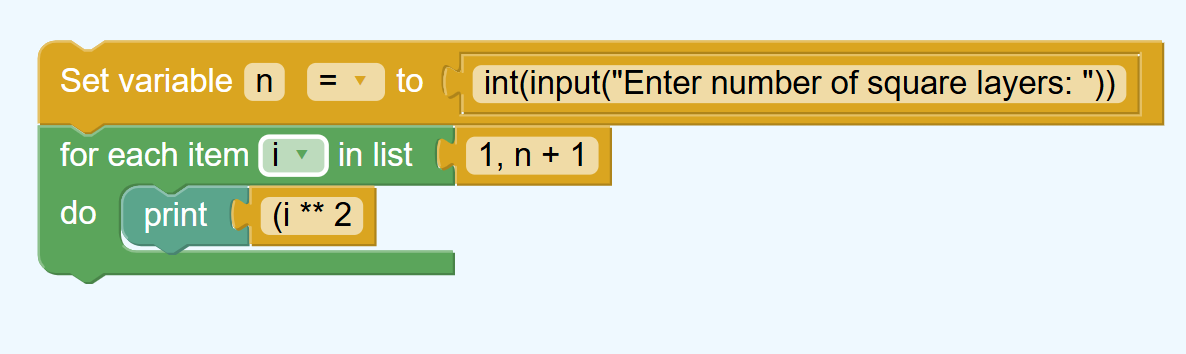 Set variable n = to int(input("Enter number of square layers: "))
for each item i in list 1, n + 1
do print (i ** 2